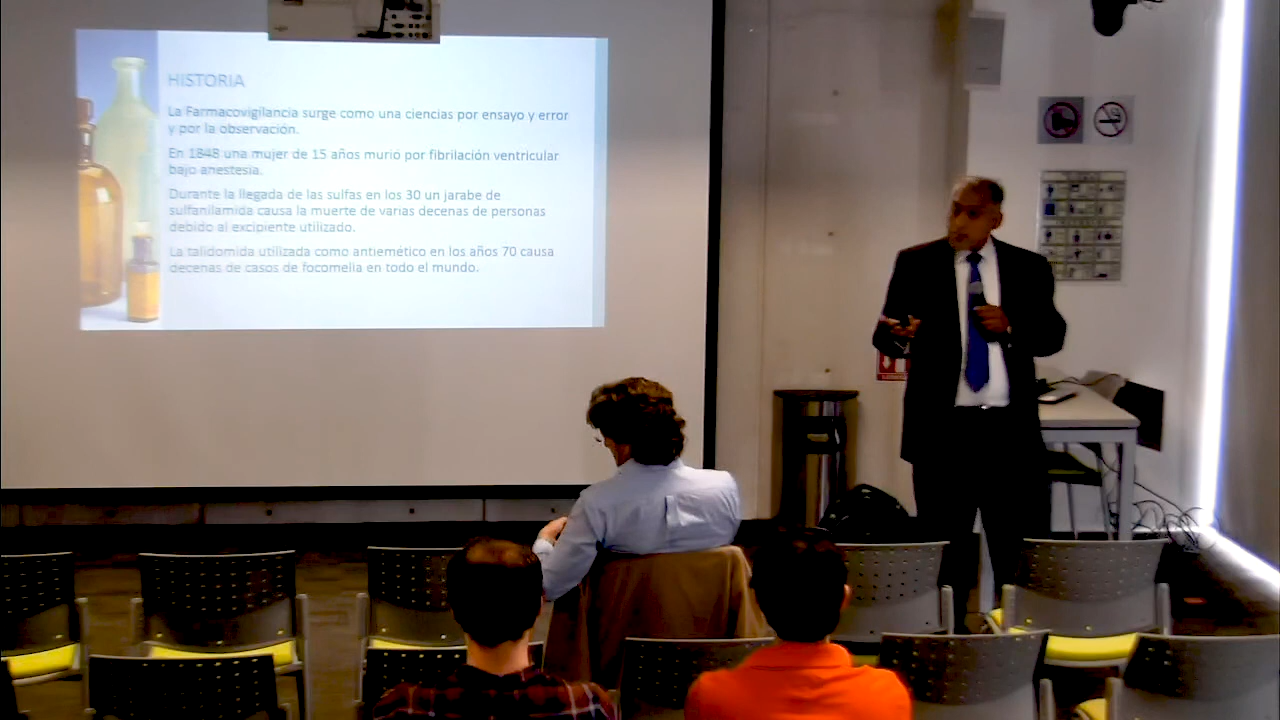 HISTORIA
La Farmacovigilancia surge como una ciencias por ensayo y error
y por la observación.
En 1848 una mujer de 15 años murió por fibrilación ventricular
bajo anestesia.
Durante la llegada de las sulfas en los 30 un jarabe de
sulfanilamida causa la muerte de varias decenas de personas
debido al excipiente utilizado.
La talidomida utilizada como antiemético en los años 70 causa
decenas de casos de focomelia en todo el mundo.